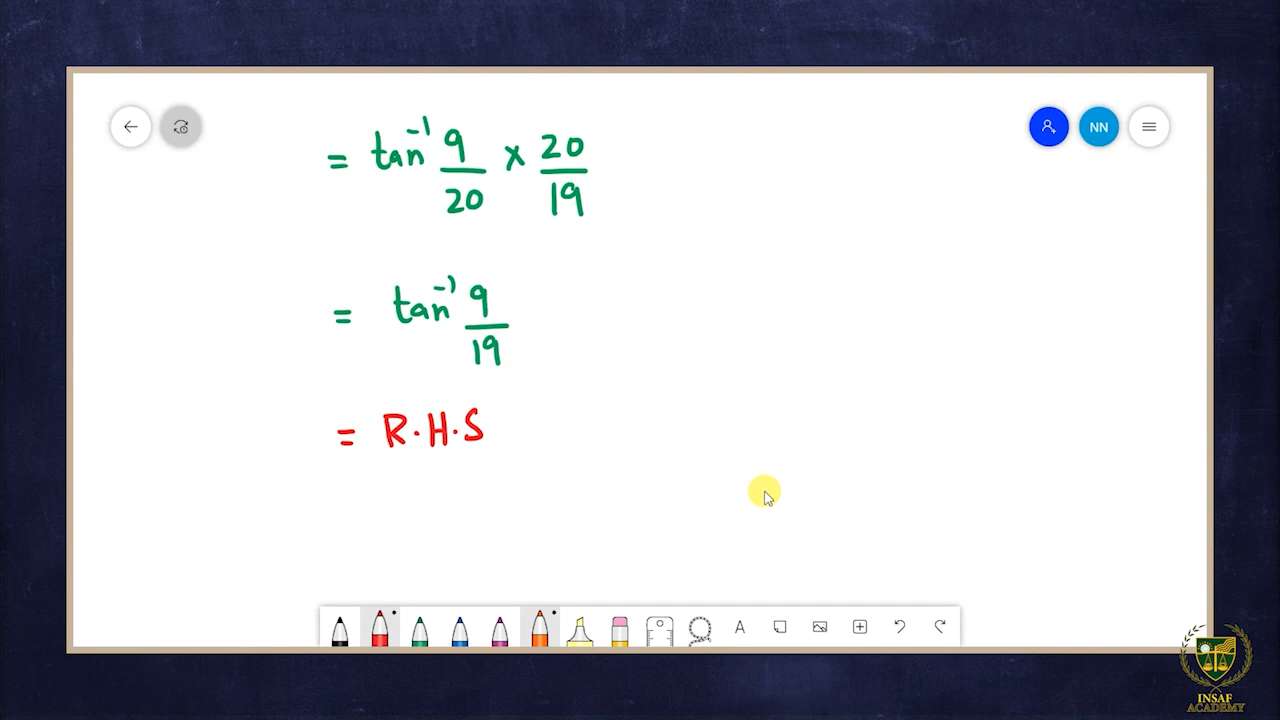 NN
= tan⁻¹ 9/20 × 20/19
= tan⁻¹ 9/19
= R.H.S
A
INSAF
ACADEMY